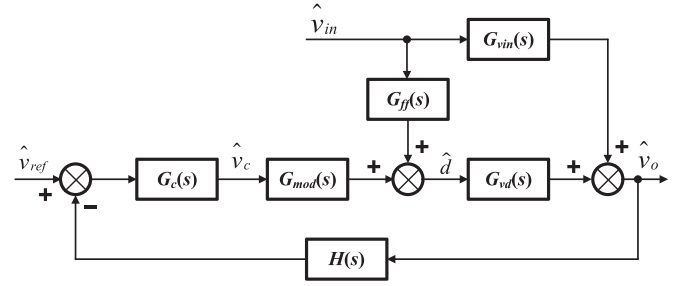 v̂in
Gvin(s)
Gff(s)
+
+
v̂ref
+
−
Gc(s)
v̂c
Gmod(s)
+
d̂
Gvd(s)
+
v̂o
H(s)